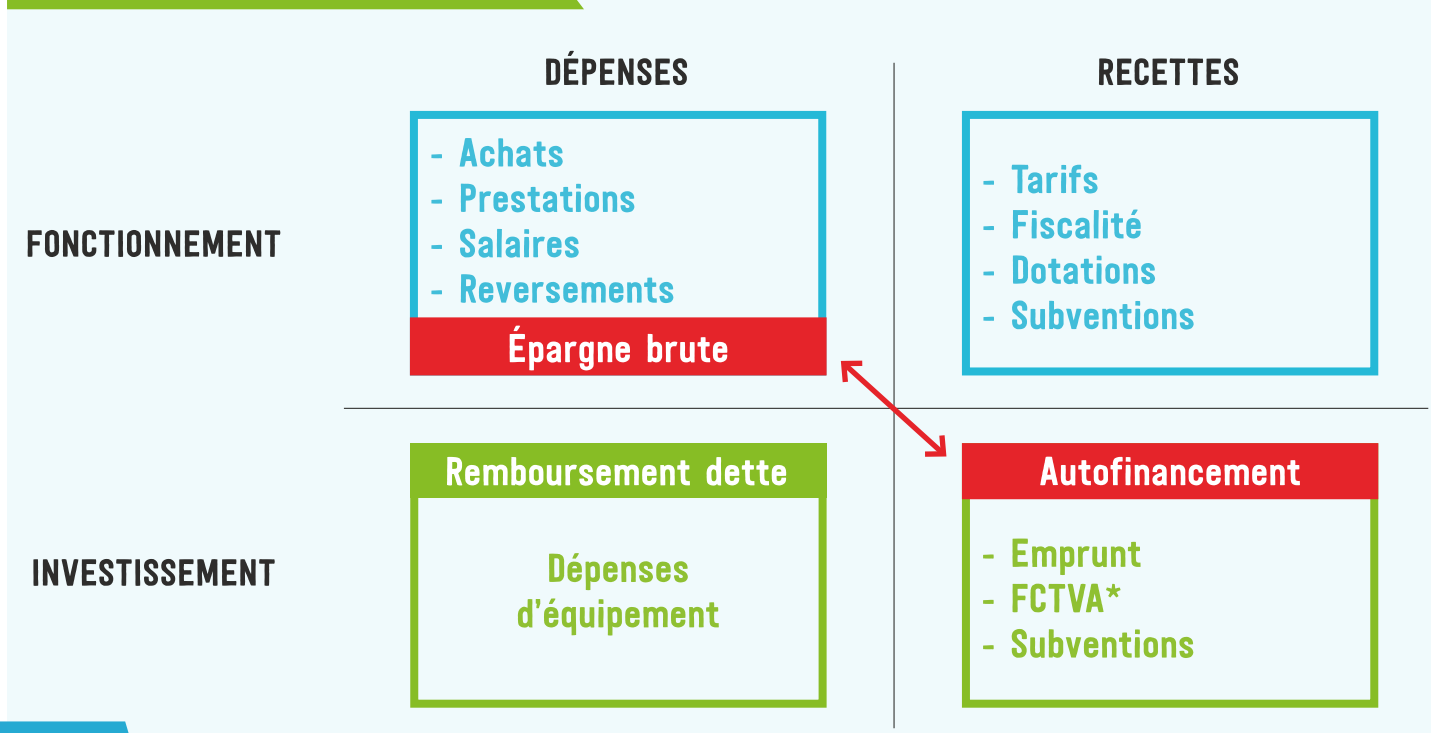 DÉPENSES
RECETTES
FONCTIONNEMENT
- Achats
- Prestations
- Salaires
- Reversements
Épargne brute
- Tarifs
- Fiscalité
- Dotations
- Subventions
INVESTISSEMENT
Remboursement dette
Dépenses
d'équipement
Autofinancement
- Emprunt
- FCTVA*
- Subventions